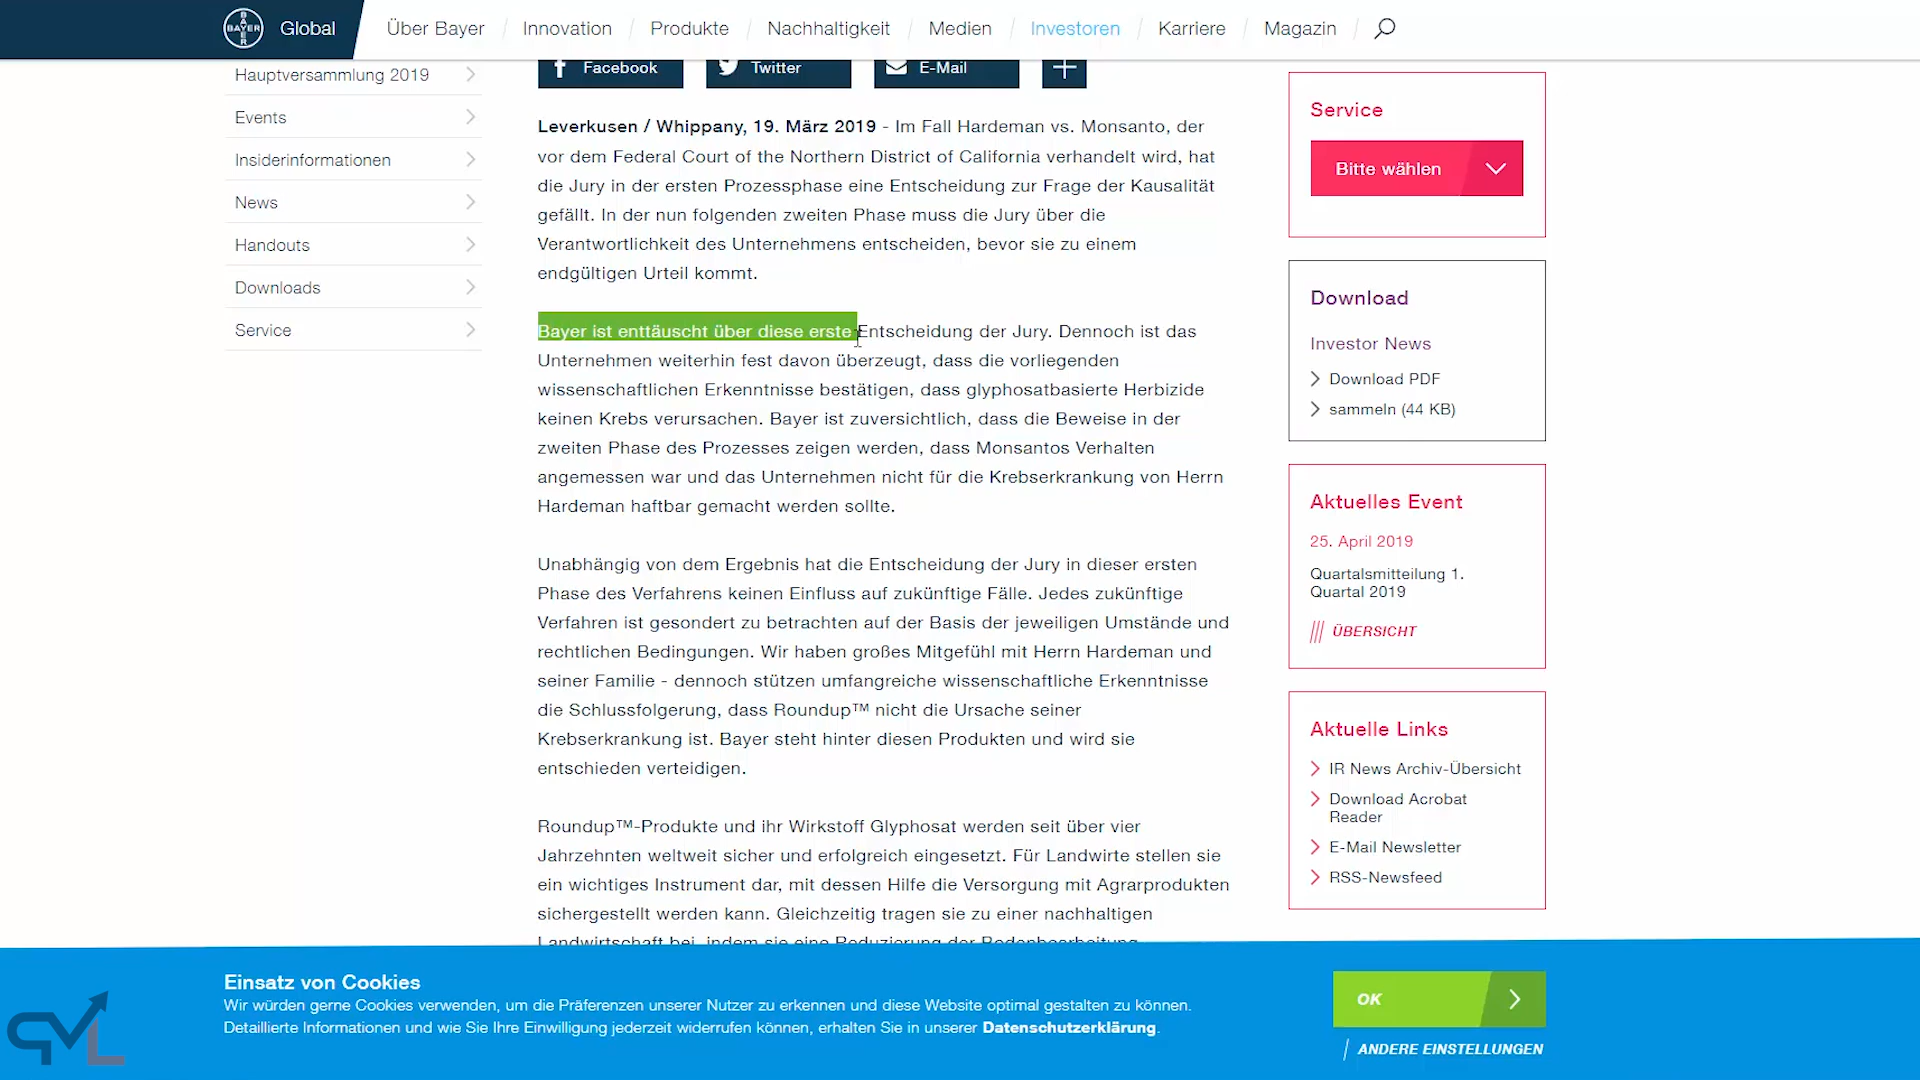 BAYER
Global
Über Bayer
Innovation
Produkte
Nachhaltigkeit
Medien
Investoren
Karriere
Magazin
Hauptversammlung 2019
Events
Insiderinformationen
News
Handouts
Downloads
Service
Facebook
Twitter
E-Mail
Leverkusen / Whippany, 19. März 2019 - Im Fall Hardeman vs. Monsanto, der
vor dem Federal Court of the Northern District of California verhandelt wird, hat
die Jury in der ersten Prozessphase eine Entscheidung zur Frage der Kausalität
gefällt. In der nun folgenden zweiten Phase muss die Jury über die
Verantwortlichkeit des Unternehmens entscheiden, bevor sie zu einem
endgültigen Urteil kommt.
Bayer ist enttäuscht über diese erste Entscheidung der Jury. Dennoch ist das
Unternehmen weiterhin fest davon überzeugt, dass die vorliegenden
wissenschaftlichen Erkenntnisse bestätigen, dass glyphosatbasierte Herbizide
keinen Krebs verursachen. Bayer ist zuversichtlich, dass die Beweise in der
zweiten Phase des Prozesses zeigen werden, dass Monsantos Verhalten
angemessen war und das Unternehmen nicht für die Krebserkrankung von Herrn
Hardeman haftbar gemacht werden sollte.
Unabhängig von dem Ergebnis hat die Entscheidung der Jury in dieser ersten
Phase des Verfahrens keinen Einfluss auf zukünftige Fälle. Jedes zukünftige
Verfahren ist gesondert zu betrachten auf der Basis der jeweiligen Umstände und
rechtlichen Bedingungen. Wir haben großes Mitgefühl mit Herrn Hardeman und
seiner Familie - dennoch stützen umfangreiche wissenschaftliche Erkenntnisse
die Schlussfolgerung, dass Roundup™ nicht die Ursache seiner
Krebserkrankung ist. Bayer steht hinter diesen Produkten und wird sie
entschieden verteidigen.
Roundup™-Produkte und ihr Wirkstoff Glyphosat werden seit über vier
Jahrzehnten weltweit sicher und erfolgreich eingesetzt. Für Landwirte stellen sie
ein wichtiges Instrument dar, mit dessen Hilfe die Versorgung mit Agrarprodukten
sichergestellt werden kann. Gleichzeitig tragen sie zu einer nachhaltigen
Landwirtschaft bei, indem sie eine Reduzierung der Bodenbearbeitung
Service
Bitte wählen
Download
Investor News
Download PDF
sammeln (44 KB)
Aktuelles Event
25. April 2019
Quartalsmitteilung 1.
Quartal 2019
ÜBERSICHT
Aktuelle Links
IR News Archiv-Übersicht
Download Acrobat
Reader
E-Mail Newsletter
RSS-Newsfeed
Einsatz von Cookies
Wir würden gerne Cookies verwenden, um die Präferenzen unserer Nutzer zu erkennen und diese Website optimal gestalten zu können.
Detaillierte Informationen und wie Sie Ihre Einwilligung jederzeit widerrufen können, erhalten Sie in unserer Datenschutzerklärung.
OK
ANDERE EINSTELLUNGEN